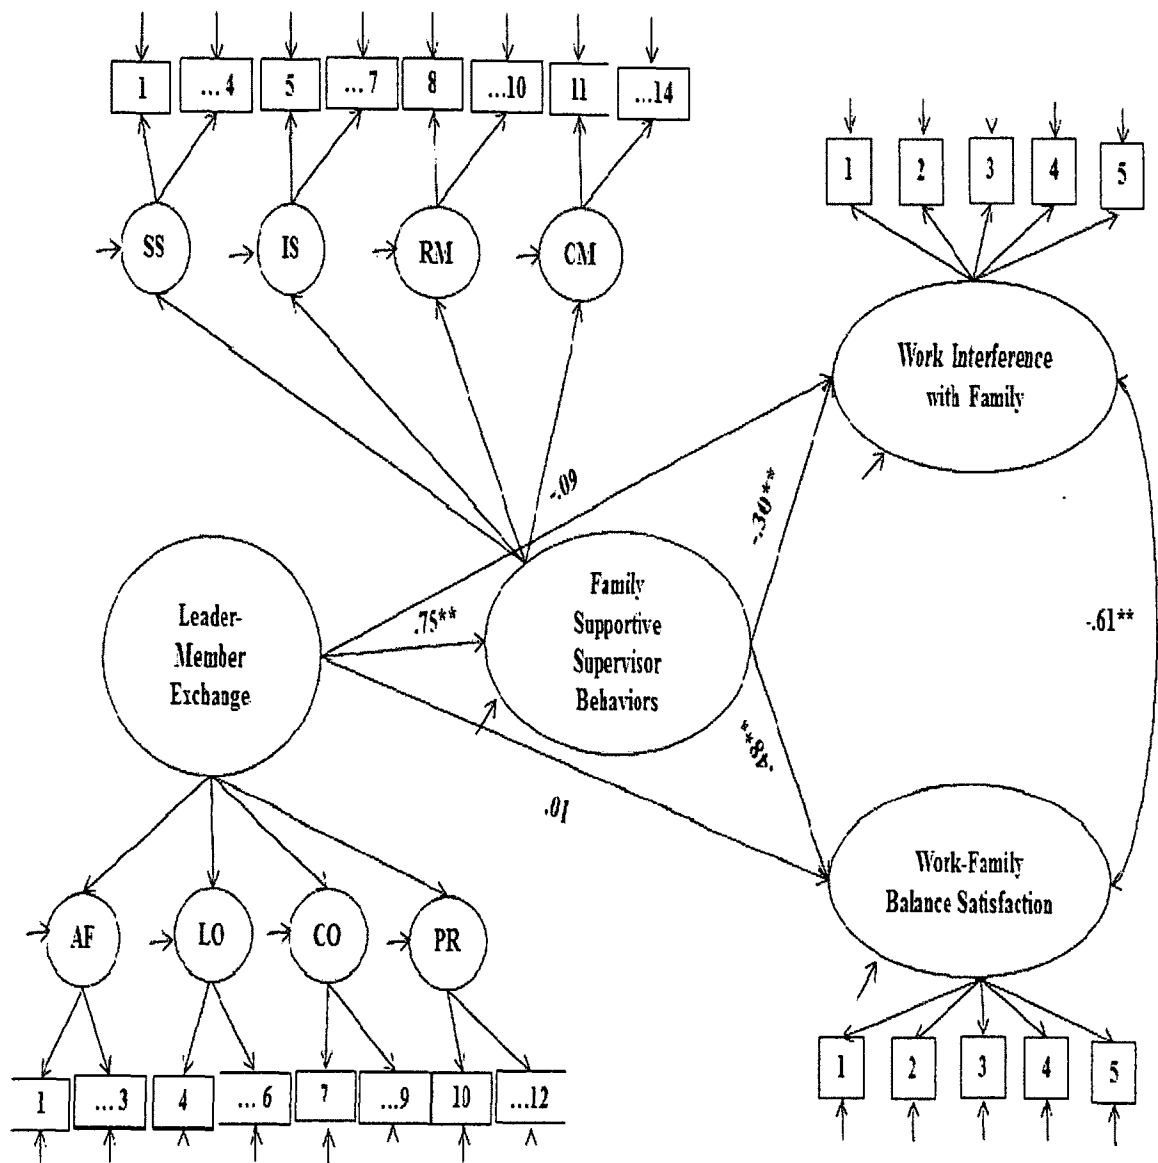 1
...4
5
...7
8
...10
11
...14
SS
IS
RM
CM
1
2
3
4
5
Work Interference
with Family
-.09
-.30**
.75**
-.61**
Leader-
Member
Exchange
Family
Supportive
Supervisor
Behaviors
.48**
.01
Work-Family
Balance Satisfaction
AF
LO
CO
PR
1
...3
4
...6
7
...9
10
...12
1
2
3
4
5